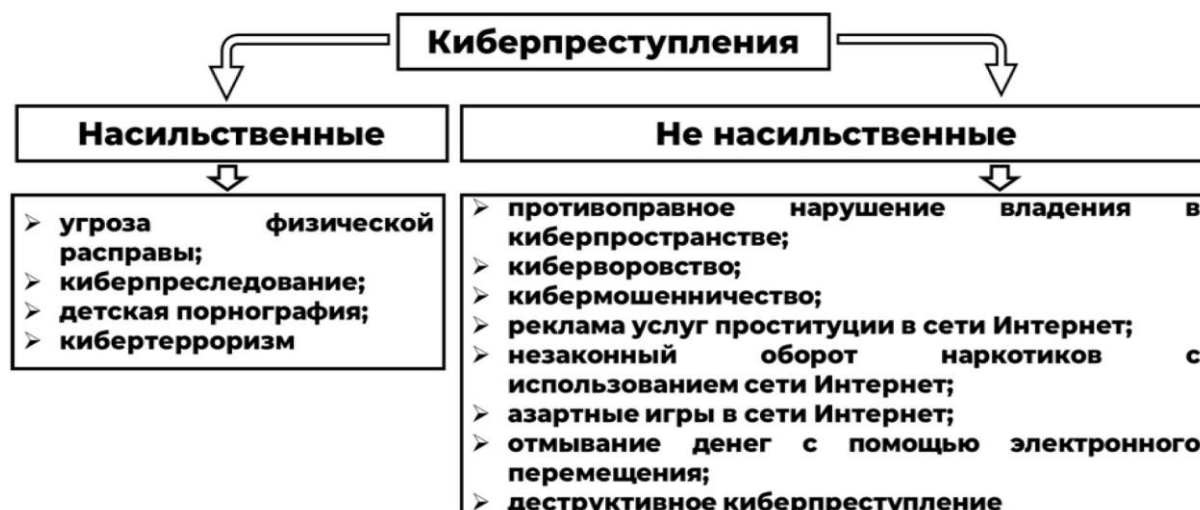 Киберпреступления
Насильственные
Не насильственные
➢ угроза физической
расправы;
➢ киберпреследование;
➢ детская порнография;
➢ кибертерроризм
➢ противоправное нарушение владения в
киберпространстве;
➢ киберворовство;
➢ кибермошенничество;
➢ реклама услуг проституции в сети Интернет;
➢ незаконный оборот наркотиков с
использованием сети Интернет;
➢ азартные игры в сети Интернет;
➢ отмывание денег с помощью электронного
перемещения;
➢ деструктивное киберпреступление